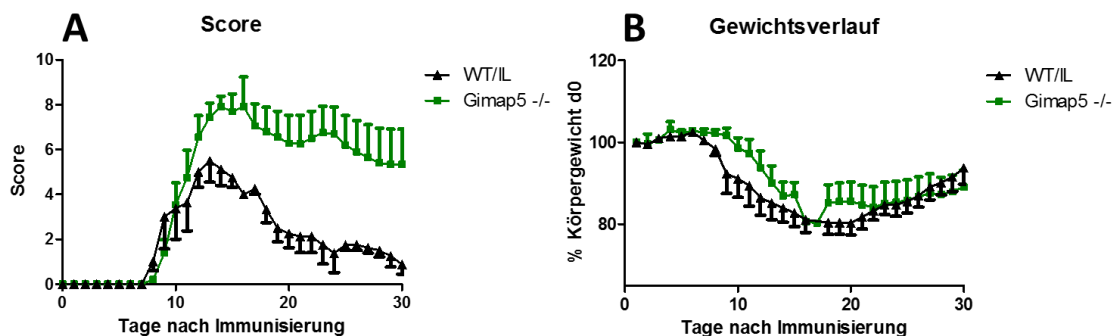 A
Score
10
8
6
4
2
0
Score
0
10
20
30
Tage nach Immunisierung
WT/IL
Gimap5 -/-
B
Gewichtsverlauf
120
100
80
% Körpergewicht d0
0
10
20
30
Tage nach Immunisierung
WT/IL
Gimap5 -/-